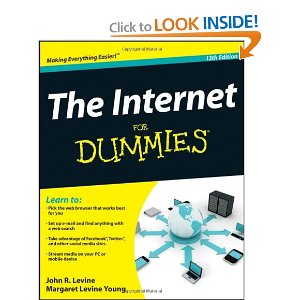 Click to LOOK INSIDE!
Making Everything Easier!™
13th Edition
The Internet
FOR
DUMMIES®
Learn to:
• Pick the web browser that works best
for you
• Set up e-mail and find anything with
a web search
• Take advantage of Facebook®, Twitter®,
and other social media sites
• Stream media on your PC or
mobile device
John R. Levine
Margaret Levine Young